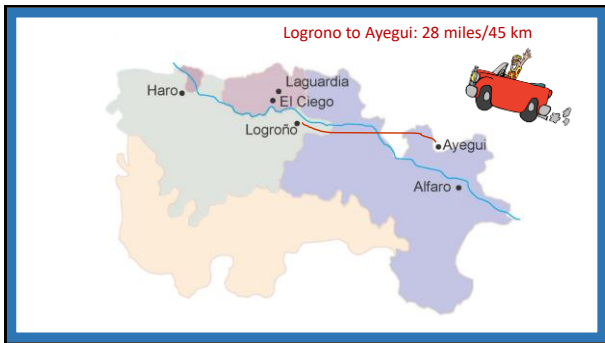 Logrono to Ayegui: 28 miles/45 km
Laguardia
Haro
El Ciego
Logroño
Ayegui
Alfaro